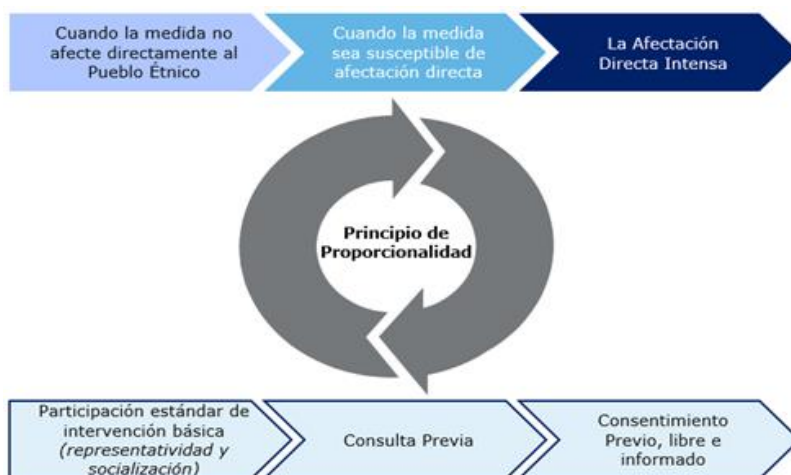 Cuando la medida no
afecte directamente al
Pueblo Étnico
Cuando la medida
sea susceptible de
afectación directa
La Afectación
Directa Intensa
Principio de
Proporcionalidad
Participación estándar de
intervención básica
(representatividad y
socialización)
Consulta Previa
Consentimiento
Previo, libre e
informado